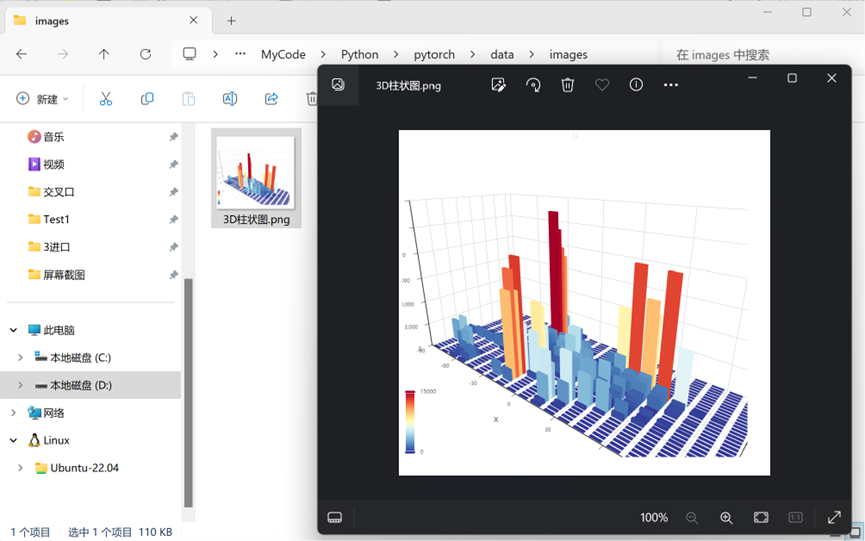 images
MyCode
Python
pytorch
data
images
在 images 中搜索
新建
3D柱状图.png
音乐
视频
交叉口
Test1
3进口
屏幕截图
此电脑
本地磁盘 (C:)
本地磁盘 (D:)
网络
Linux
Ubuntu-22.04
3D柱状图.png
15000
0
-60
-30
0
30
X
3,000
100%
1:1
1 个项目
选中 1 个项目 110 KB